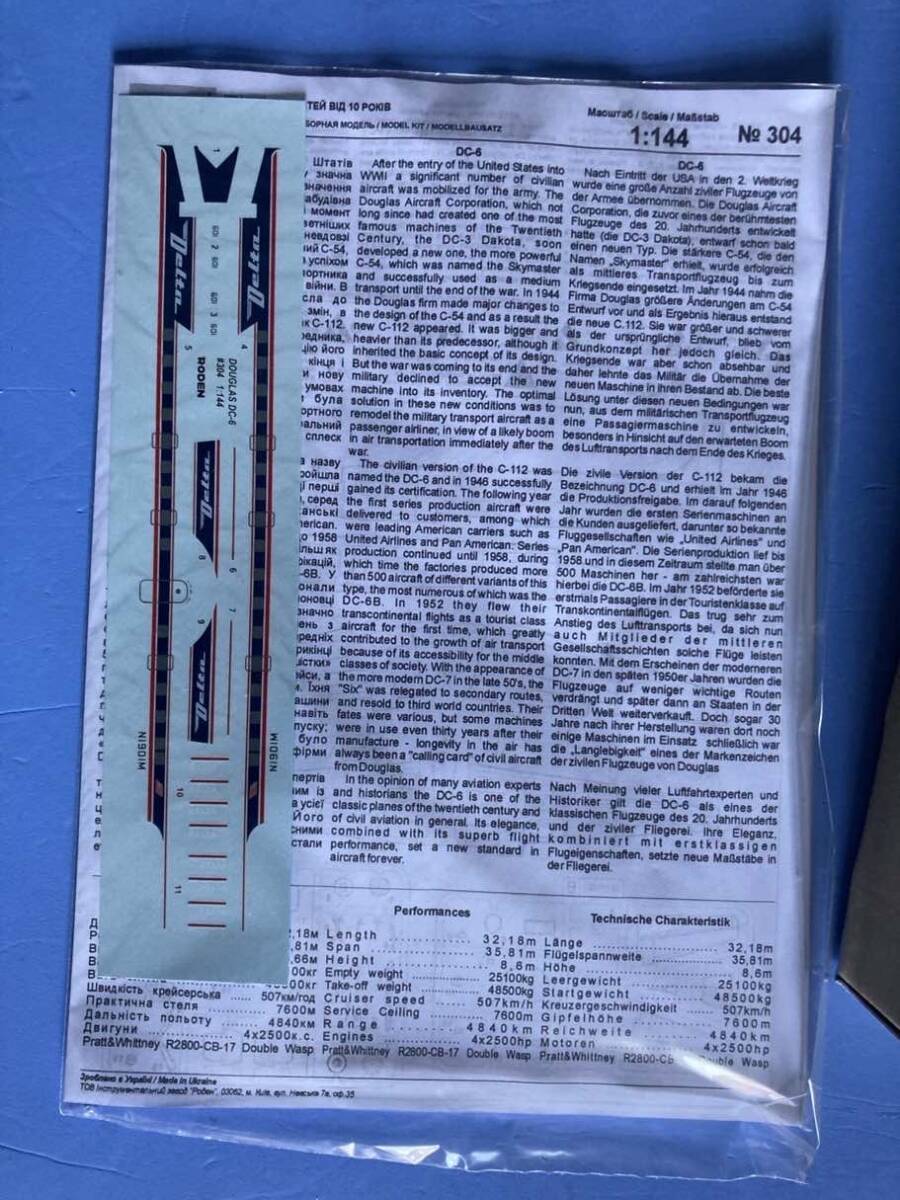 ТЕЙ ВІД 10 РОКІВ
БОРНАЯ МОДЕЛЬ / MODEL KIT / MODELLBAUSATZ
Масштаб / Scale / Maßstab
1:144 № 304
DC-6
After the entry of the United States into
WWI a significant number of civilian
aircraft was mobilized for the army. The
Douglas Aircraft Corporation, which not
long since had created one of the most
famous machines of the Twentieth
Century, the DC-3 Dakota, soon
developed a new one, the more powerful
C-54, which was named the Skymaster
and successfully used as a medium
transport until the end of the war. In 1944
the Douglas firm made major changes to
the design of the C-54 and as a result the
new C-112 appeared. It was bigger and
heavier than its predecessor, although it
inherited the basic concept of its design.
But the war was coming to its end and the
military declined to accept the new
machine into its inventory. The optimal
solution in these new conditions was to
remodel the military transport aircraft as a
passenger airliner, in view of a likely boom
in air transportation immediately after the
war.
The civilian version of the C-112 was
named the DC-6 and in 1946 successfully
gained its certification. The following year
the first series production aircraft were
delivered to customers, among which
were leading American carriers such as
United Airlines and Pan American. Series
production continued until 1958, during
which time the factories produced more
than 500 aircraft of different variants of this
type, the most numerous of which was the
DC-6B. In 1952 they flew their
transcontinental flights as a tourist class
aircraft for the first time, which greatly
contributed to the growth of air transport
because of its accessibility for the middle
classes of society. With the appearance of
the more modern DC-7 in the late 50's, the
"Six" was relegated to secondary routes,
and resold to third world countries. Their
fates were various, but some machines
were in use even thirty years after their
manufacture - longevity in the air has
always been a "calling card" of civil aircraft
from Douglas.
In the opinion of many aviation experts
and historians the DC-6 is one of the
classic planes of the twentieth century and
of civil aviation in general. Its elegance,
combined with its superb flight
performance, set a new standard in
aircraft forever.
DC-6
Nach Eintritt der USA in den 2. Weltkrieg
wurde eine große Anzahl ziviler Flugzeuge von
der Armee übernommen. Die Douglas Aircraft
Corporation, die zuvor eines der berühmtesten
Flugzeuge des 20. Jahrhunderts entwickelt
hatte (die DC-3 Dakota), entwarf schon bald
einen neuen Typ. Die stärkere C-54, die den
Namen „Skymaster" erhielt, wurde erfolgreich
als mittleres Transportflugzeug bis zum
Kriegsende eingesetzt. Im Jahr 1944 nahm die
Firma Douglas größere Änderungen am C-54
Entwurf vor und als Ergebnis hieraus entstand
die neue C.112. Sie war größer und schwerer
als der ursprüngliche Entwurf, blieb vom
Grundkonzept her jedoch gleich. Das
Kriegsende war aber schon absehbar und
daher lehnte das Militär die Übernahme der
neuen Maschine in ihren Bestand ab. Die beste
Lösung unter diesen neuen Bedingungen war
nun, aus dem militärischen Transportflugzeug
eine Passagiermaschine zu entwickeln,
besonders in Hinsicht auf den erwarteten Boom
des Lufttransports nach dem Ende des Krieges.
Die zivile Version der C-112 bekam die
Bezeichnung DC-6 und erhielt im Jahr 1946
die Produktionsfreigabe. Im darauf folgenden
Jahr wurden die ersten Serienmaschinen an
die Kunden ausgeliefert, darunter so bekannte
Fluggesellschaften wie „United Airlines" und
„Pan American". Die Serienproduktion lief bis
1958 und in diesem Zeitraum stellte man über
500 Maschinen her - am zahlreichsten war
hierbei die DC-6B. Im Jahr 1952 beförderte sie
erstmals Passagiere in der Touristenklasse auf
Transkontinentalflügen. Das trug sehr zum
Anstieg des Lufttransports bei, da sich nun
auch Mitglieder der mittleren
Gesellschaftsschichten solche Flüge leisten
konnten. Mit dem Erscheinen der moderneren
DC-7 in den späten 1950er Jahren wurden die
Flugzeuge auf weniger wichtige Routen
verdrängt und später dann an Staaten in der
Dritten Welt weiterverkauft. Doch sogar 30
Jahre nach ihrer Herstellung waren dort noch
einige Maschinen im Einsatz schließlich war
die „Langlebigkeit" eines der Markenzeichen
der zivilen Flugzeuge von Douglas
Nach Meinung vieler Luftfahrtexperten und
Historiker gilt die DC-6 als eines der
klassischen Flugzeuge des 20. Jahrhunderts
und der ziviler Fliegerei. Ihre Eleganz,
kombiniert mit erstklassigen
Flugeigenschaften, setzte neue Maßstäbe in
der Fliegerei.
Delta
Delta
Delta
Delta
DOUGLAS DC-6
#304 1:144
RODEN
N1901M
N1901M
1
2
3
4
5
6
7
8
9
10
11
Швидкість крейсерська 507км/год
Практична стеля 7600м
Дальність польоту 4840км
Двигуни 4x2500к.с.
Pratt&Whittney R2800-CB-17 Double Wasp
Performances
Length 32,18m
Span 35,81m
Height 8,6m
Empty weight 25100kg
Take-off weight 48500kg
Cruiser speed 507km/h
Service Ceiling 7600m
Range 4840km
Engines 4x2500hp
Pratt&Whittney R2800-CB-17 Double Wasp
Technische Charakteristik
Länge 32,18m
Flügelspannweite 35,81m
Höhe 8,6m
Leergewicht 25100kg
Startgewicht 48500kg
Kreuzergeschwindigkeit 507km/h
Gipfelhöhe 7600m
Reichweite 4840km
Motoren 4x2500hp
Pratt&Whittney R2800-CB Double Wasp
Зроблено в Україні / Made in Ukraine
ТОВ Інструментальний завод "Роден", 03062, м. Київ, вул. Невська 7а, оф.35